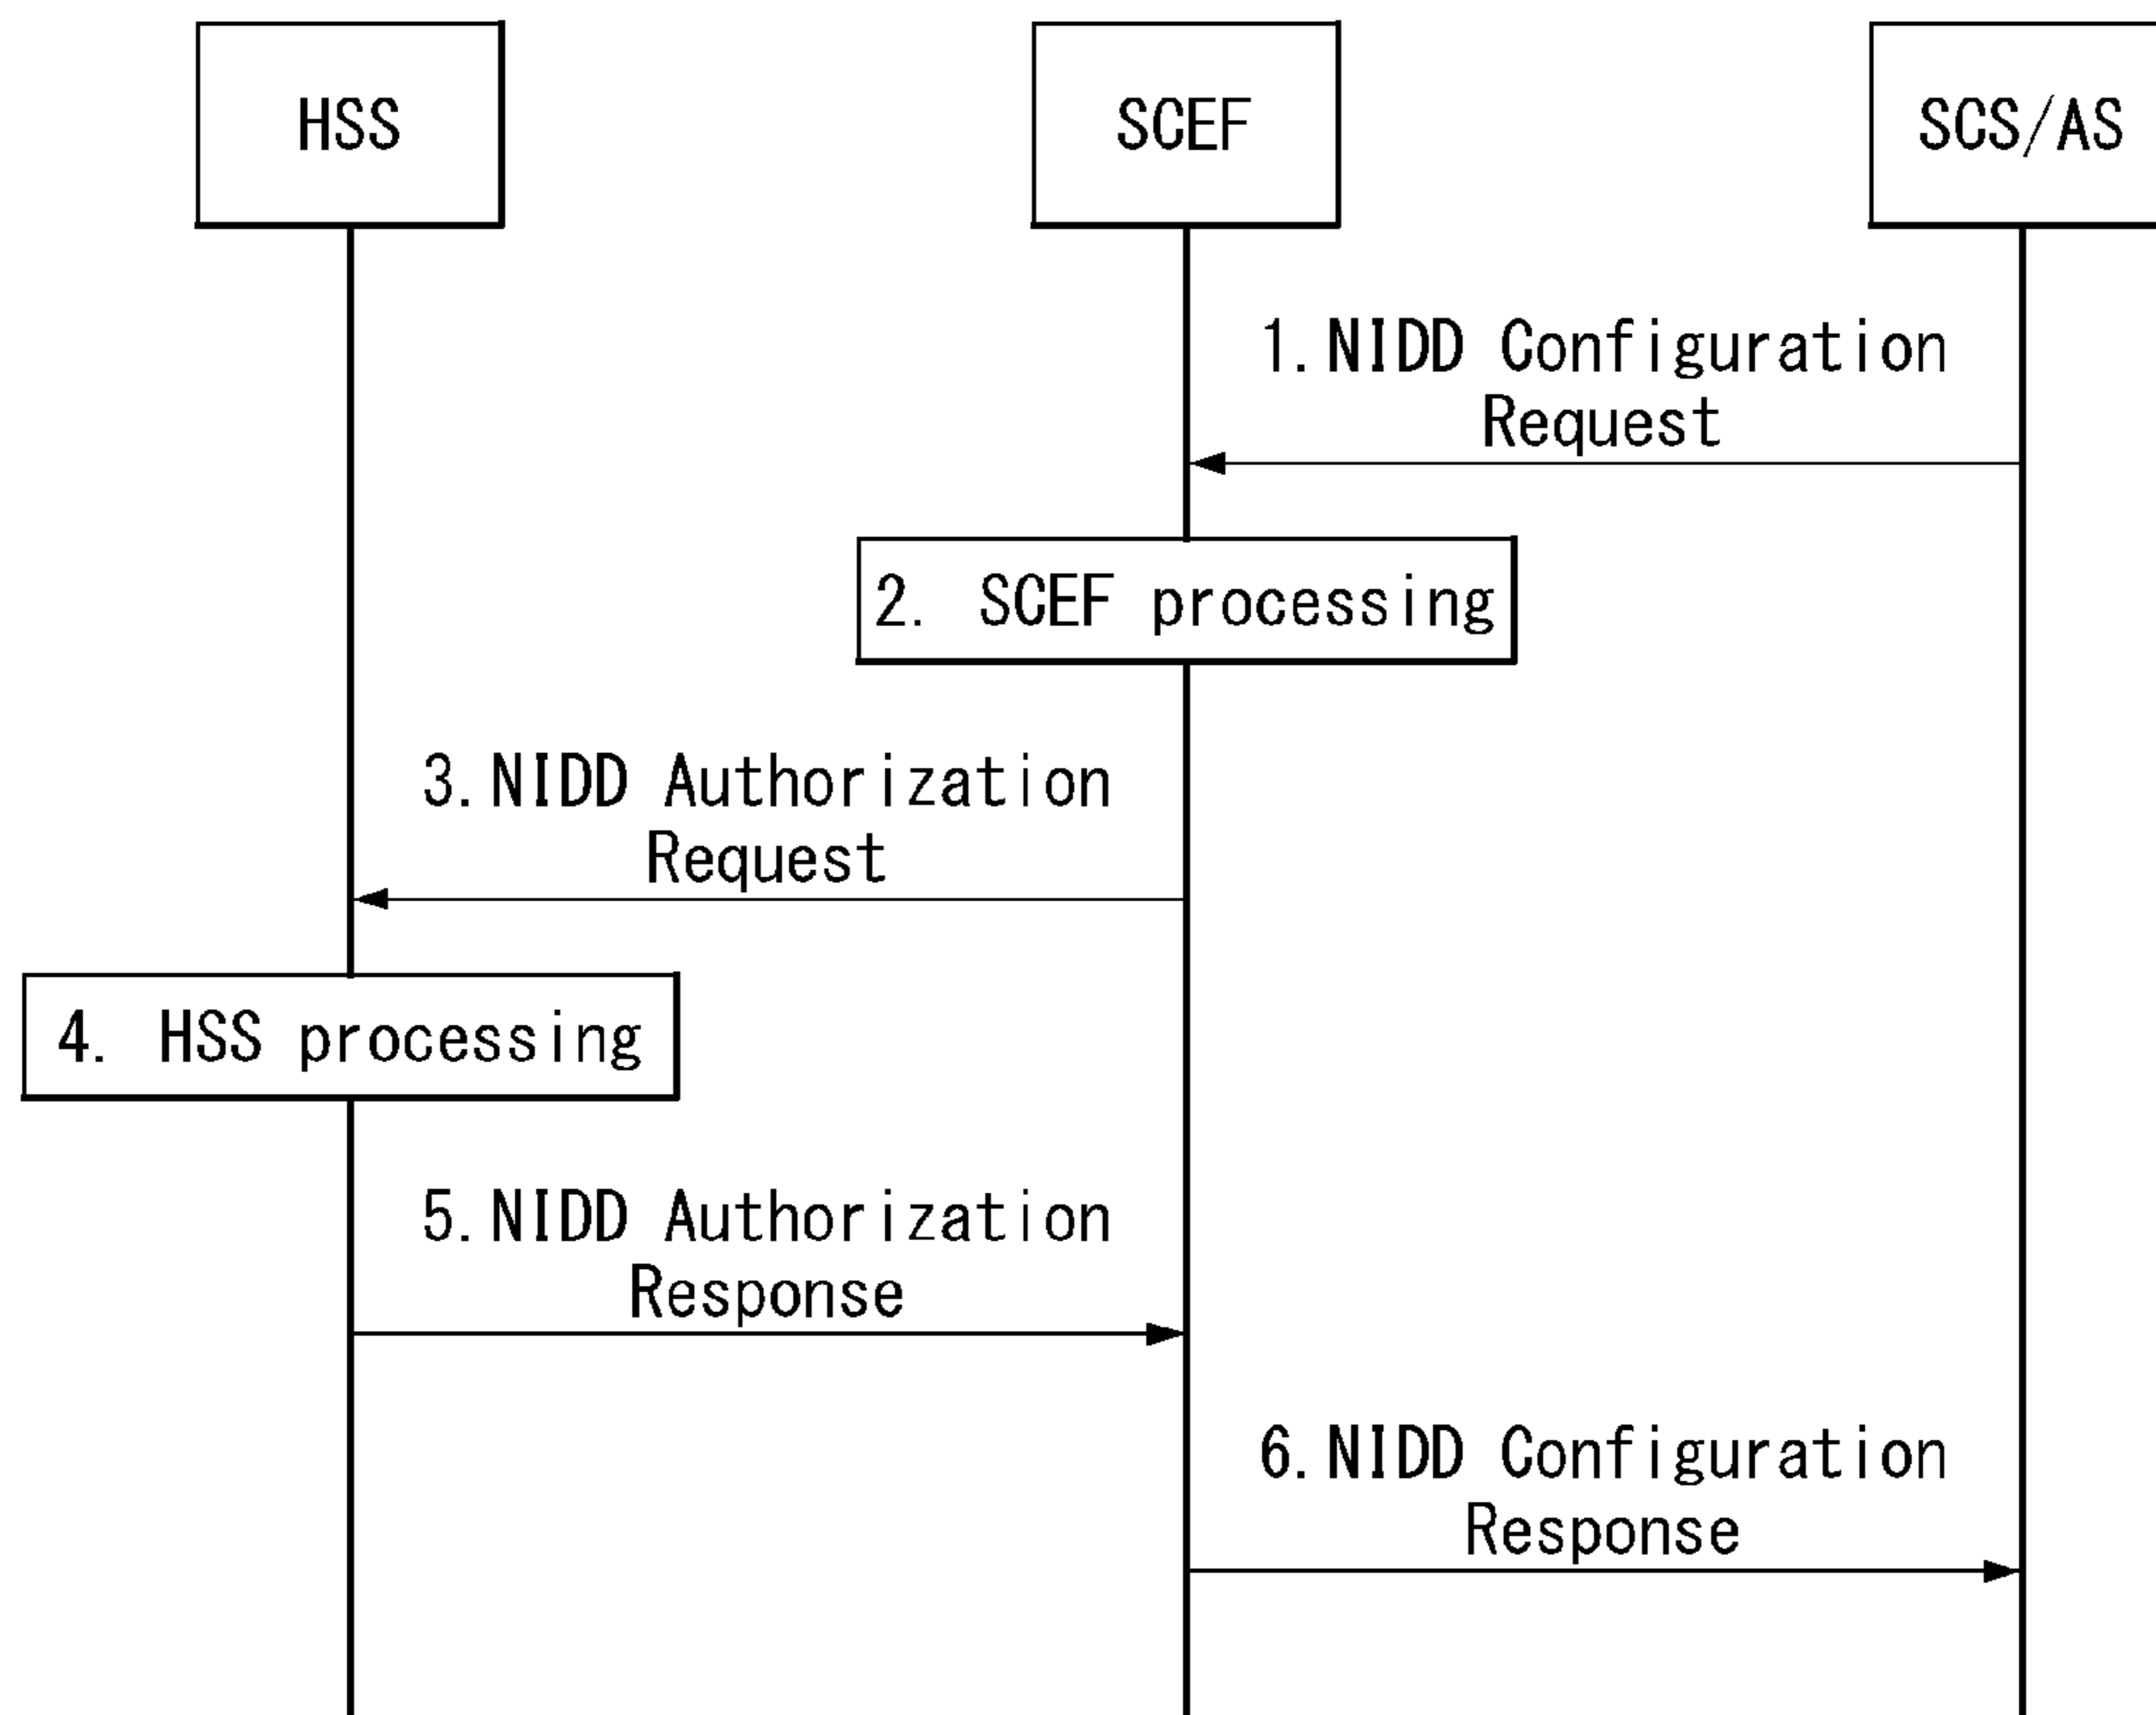 HSS
SCEF
SCS/AS
1.NIDD Configuration
Request
2. SCEF processing
3.NIDD Authorization
Request
4. HSS processing
5.NIDD Authorization
Response
6.NIDD Configuration
Response